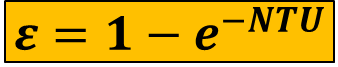 ε = 1 − e^{−NTU}